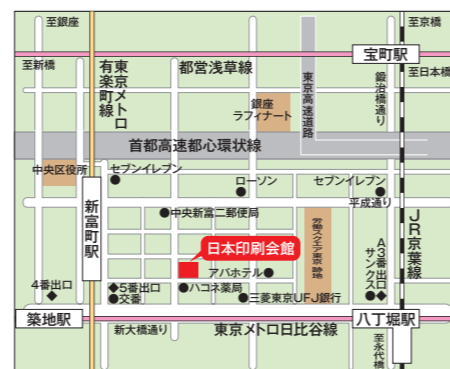 至銀座
至京橋
宝町駅
至新橋
東京メトロ
有楽町線
都営浅草線
東京高速道路
鍛冶橋通り
至日本橋
銀座
ラフィナート
首都高速都心環状線
中央区役所
セブンイレブン
ローソン
セブンイレブン
平成通り
新富町駅
中央新富二郵便局
労働スクエア東京 跡地
JR京葉線
日本印刷会館
アパホテル
A3番出口
サンクス
4番出口
5番出口
交番
ハコネ薬局
三菱東京UFJ銀行
築地駅
新大橋通り
東京メトロ日比谷線
八丁堀駅
至永代橋